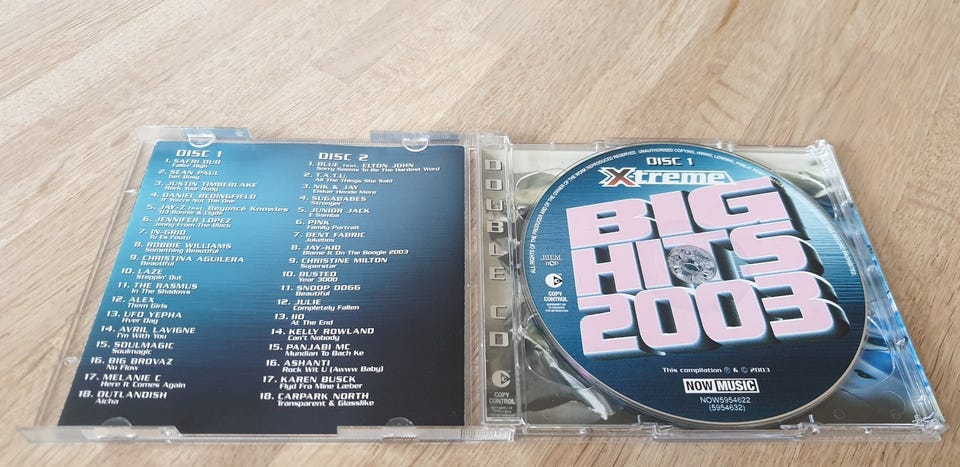 DISC 1
1. SAFRI DUO
Fallin' High
2. SEAN PAUL
Get Busy
3. JUSTIN TIMBERLAKE
Rock Your Body
4. DANIEL BEDINGFIELD
If You're Not The One
5. JAY-Z feat. Beyoncé Knowles
'03 Bonnie & Clyde
6. JENNIFER LOPEZ
Jenny From The Block
7. IN-GRID
Tu Es Foutu
8. ROBBIE WILLIAMS
Something Beautiful
9. CHRISTINA AGUILERA
Beautiful
10. LAZE
Steppin' Out
11. THE RASMUS
In The Shadows
12. ALEX
Them Girls
13. UFO YEPHA
Hver Dag
14. AVRIL LAVIGNE
I'm With You
15. SOULMAGIC
Soulmagic
16. BIG BROVAZ
Nu Flow
17. MELANIE C
Here It Comes Again
18. OUTLANDISH
Aicha
DISC 2
1. BLUE feat. ELTON JOHN
Sorry Seems To Be The Hardest Word
2. T.A.T.U.
All The Things She Said
3. NIK & JAY
Elsker Hende Mere
4. SUGABABES
Stronger
5. JUNIOR JACK
E Samba
6. PINK
Family Portrait
7. BENT FABRIC
Jukebox
8. JAY-KID
Blame It On The Boogie 2003
9. CHRISTINE MILTON
Superstar
10. BUSTED
Year 3000
11. SNOOP DOGG
Beautiful
12. JULIE
Completely Fallen
13. IIO
At The End
14. KELLY ROWLAND
Can't Nobody
15. PANJABI MC
Mundian To Bach Ke
16. ASHANTI
Rock Wit U (Awww Baby)
17. KAREN BUSCK
Flyd Fra Mine Læber
18. CARPARK NORTH
Transparent & Glasslike
DOUBLE CD
COPY
CONTROL
DISC 1
Xtreme
BIG
HITS
2003
BIEM
ncb
COPY
CONTROL
This compilation ℗ & © 2003
NOW MUSIC
NOW5954622
(5954632)